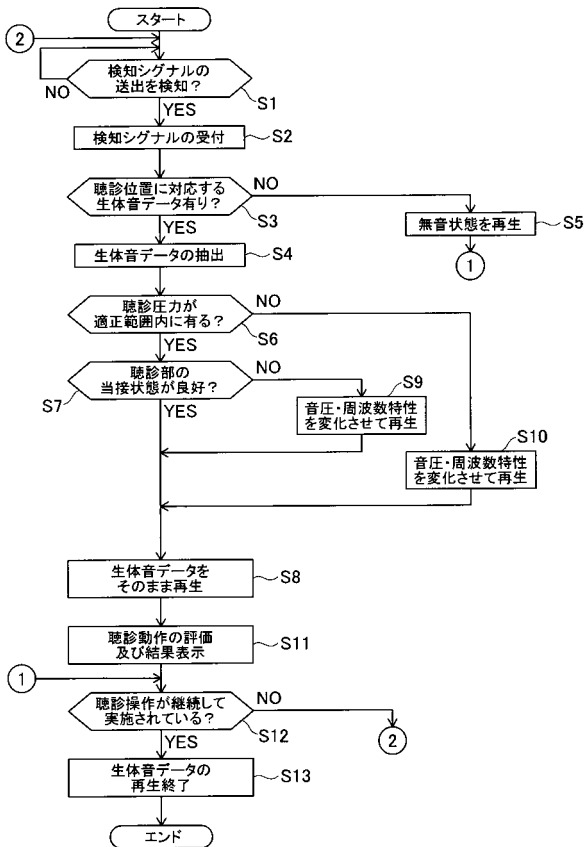 スタート
2
検知シグナルの
送出を検知?
NO
S1
YES
検知シグナルの受付
S2
聴診位置に対応する
生体音データ有り?
NO
S3
YES
無音状態を再生
S5
1
生体音データの抽出
S4
聴診圧力が
適正範囲内に有る?
NO
S6
YES
聴診部の
当接状態が良好?
NO
S7
YES
S9
音圧・周波数特性
を変化させて再生
S10
音圧・周波数特性
を変化させて再生
生体音データを
そのまま再生
S8
聴診動作の評価
及び結果表示
S11
1
聴診操作が継続して
実施されている?
NO
S12
2
YES
生体音データの
再生終了
S13
エンド